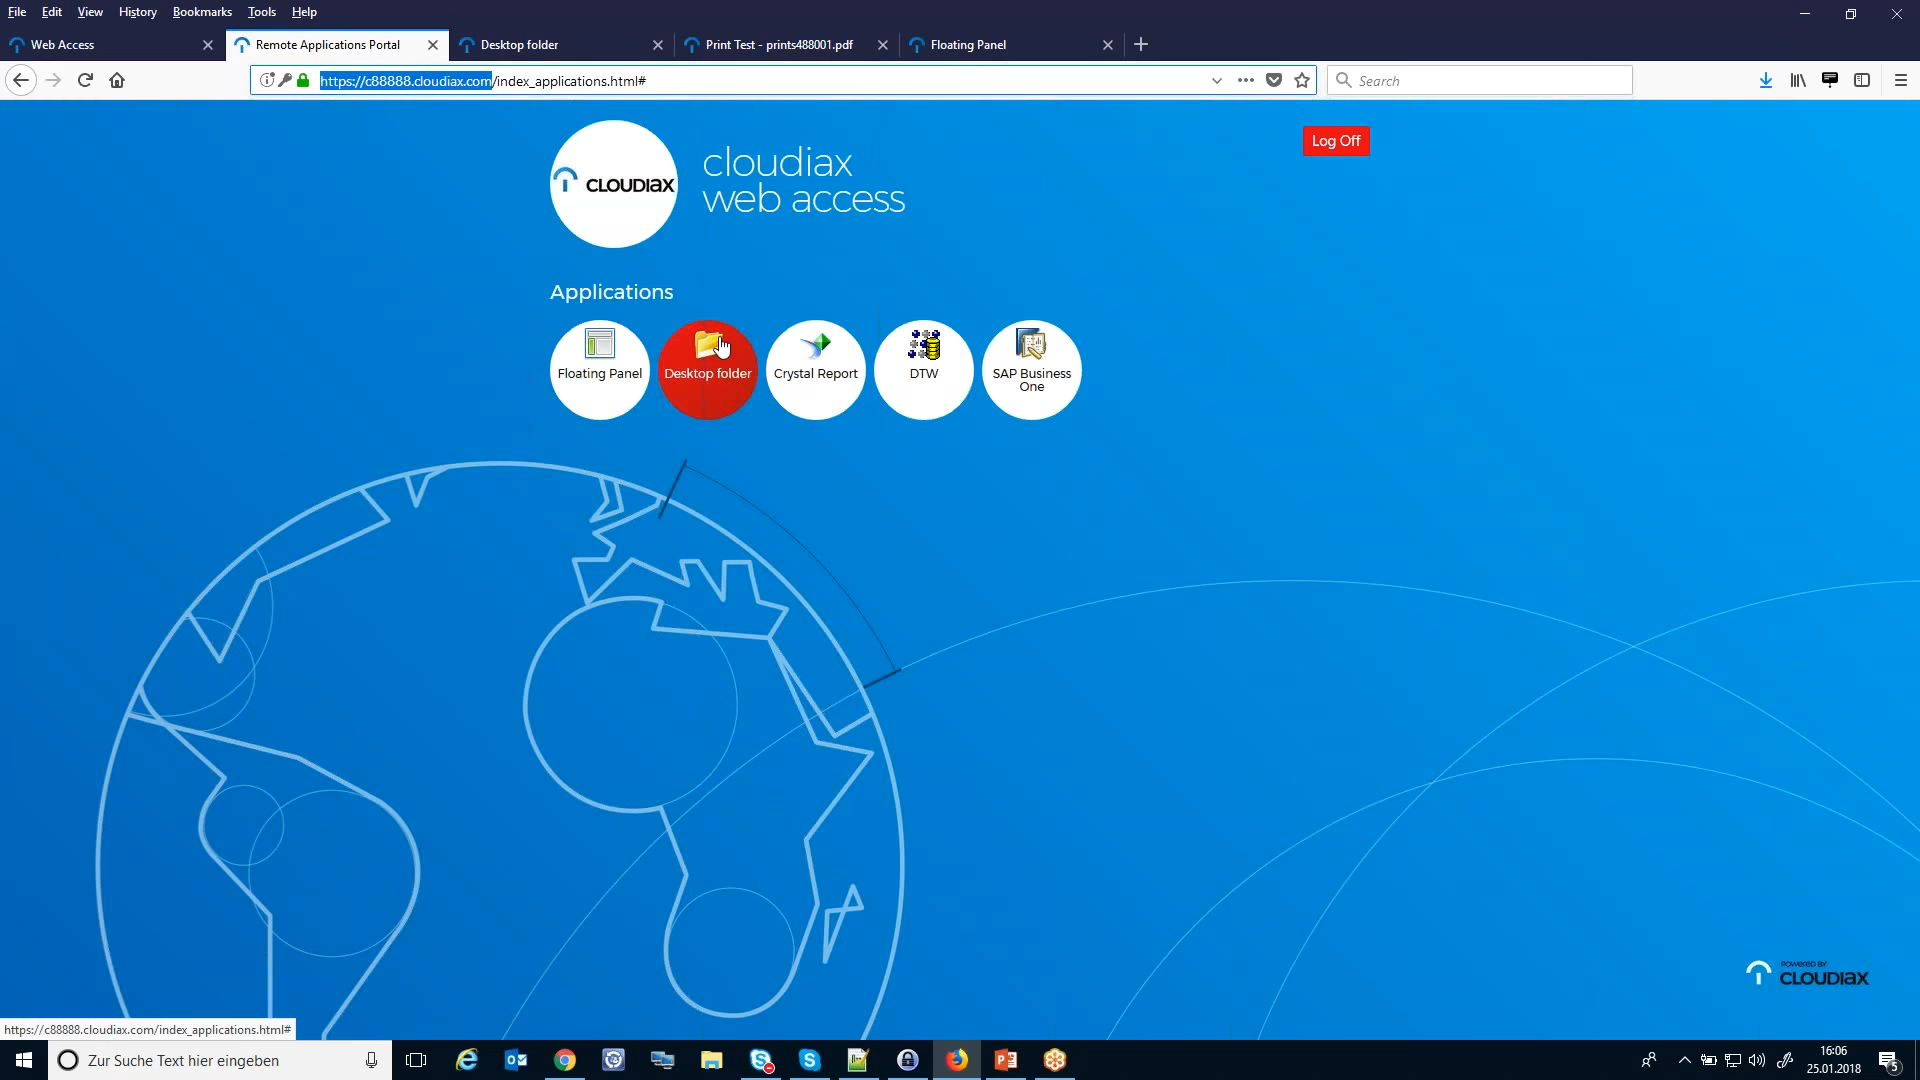 File Edit View History Bookmarks Tools Help
Web Access
Remote Applications Portal
Desktop folder
Print Test - prints488001.pdf
Floating Panel
https://c88888.cloudiax.com/index_applications.html#
Search
CLOUDIAX
cloudiax
web access
Log Off
Applications
Floating Panel
Desktop folder
Crystal Report
DTW
SAP Business
One
POWERED BY
CLOUDIAX
https://c88888.cloudiax.com/index_applications.html#
Zur Suche Text hier eingeben
16:06
25.01.2018
5